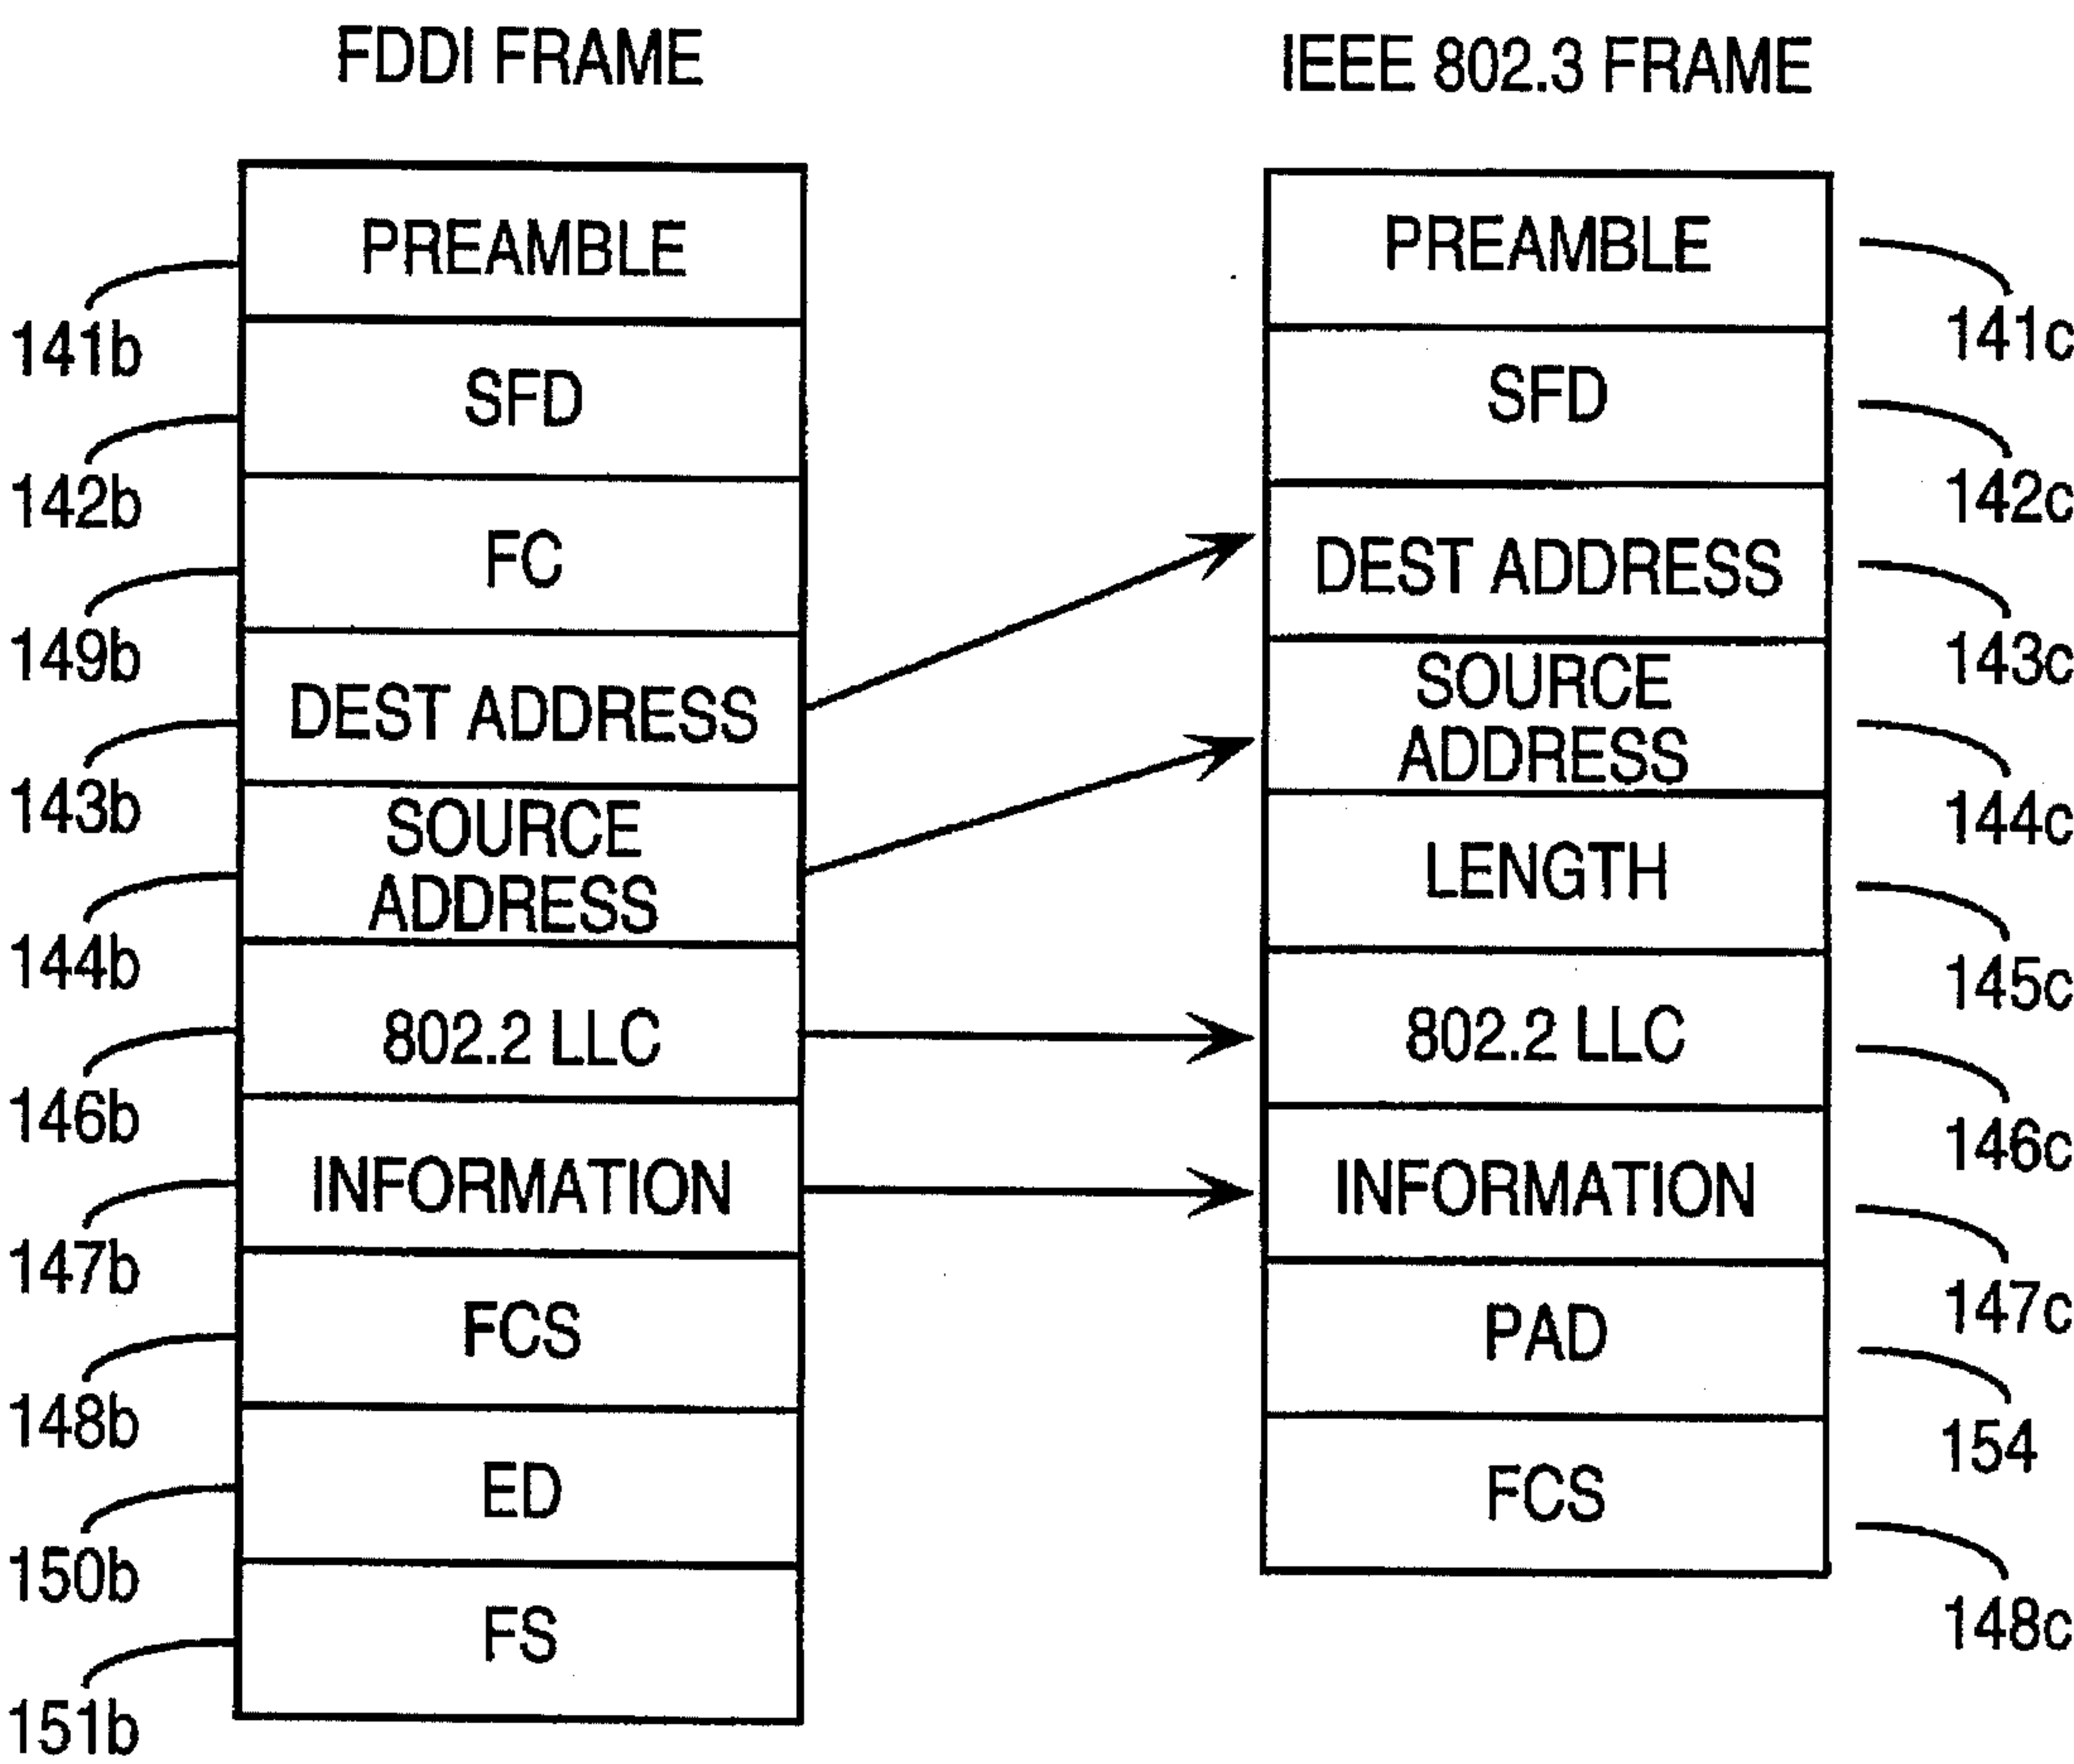 FDDI FRAME
PREAMBLE
SFD
FC
DEST ADDRESS
SOURCE
ADDRESS
802.2 LLC
INFORMATION
FCS
ED
FS
141b
142b
149b
143b
144b
146b
147b
148b
150b
151b
IEEE 802.3 FRAME
PREAMBLE
SFD
DEST ADDRESS
SOURCE
ADDRESS
LENGTH
802.2 LLC
INFORMATION
PAD
FCS
141c
142c
143c
144c
145c
146c
147c
154
148c